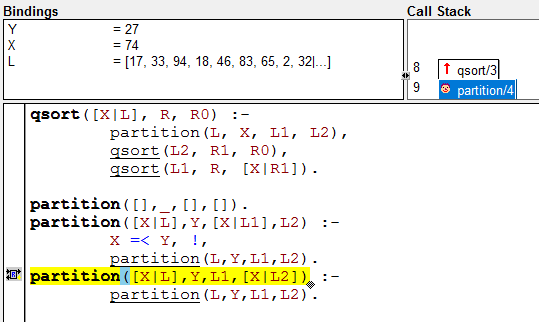 Bindings
Call Stack
Y = 27
X = 74
L = [17, 33, 94, 18, 46, 83, 65, 2, 32|...]
8 qsort/3
9 partition/4
qsort([X|L], R, R0) :-
partition(L, X, L1, L2),
qsort(L2, R1, R0),
qsort(L1, R, [X|R1]).
partition([],_,[],[]).
partition([X|L],Y,[X|L1],L2) :-
X =< Y, !,
partition(L,Y,L1,L2).
partition([X|L],Y,L1,[X|L2]) :-
partition(L,Y,L1,L2).